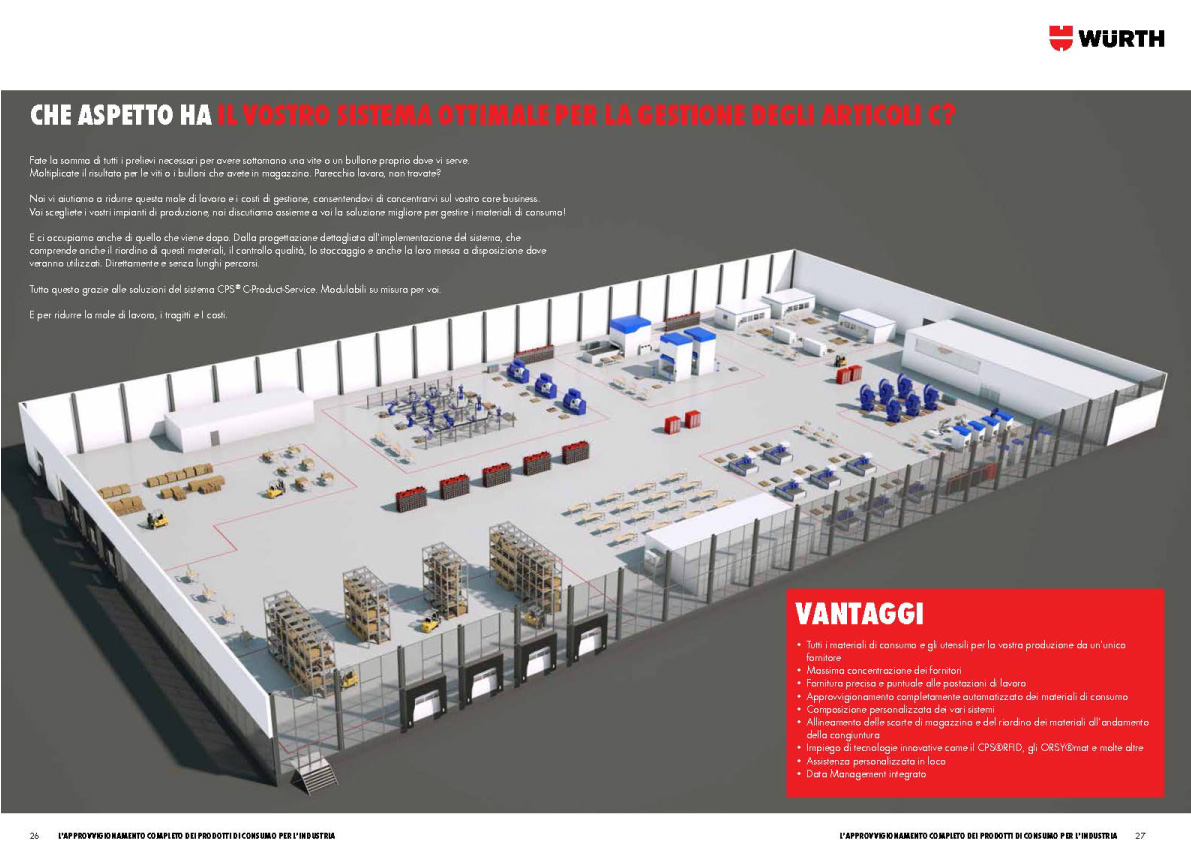 WÜRTH
CHE ASPETTO HA IL VOSTRO SISTEMA OTTIMALE PER LA GESTIONE DEGLI ARTICOLI C?
Fate la somma di tutti i prelievi necessari per avere sottomano una vite o un bullone proprio dove vi serve.
Moltiplicate il risultato per le viti o i bulloni che avete in magazzino. Parecchio lavoro, non trovate?
Noi vi aiutiamo a ridurre questa mole di lavoro e i costi di gestione, consentendovi di concentrarvi sul vostro core business.
Voi scegliete i vostri impianti di produzione, noi discutiamo assieme a voi la soluzione migliore per gestire i materiali di consumo!
E ci occupiamo anche di quello che viene dopo. Dalla progettazione dettagliata all'implementazione del sistema, che
comprende anche il riordino di questi materiali, il controllo qualità, lo stoccaggio e anche la loro messa a disposizione dove
veranno utilizzati. Direttamente e senza lunghi percorsi.
Tutto questo grazie alle soluzioni del sistema CPS® C-Product-Service. Modulabili su misura per voi.
E per ridurre la mole di lavoro, i tragitti e I costi.
VANTAGGI
• Tutti i materiali di consumo e gli utensili per la vostra produzione da un'unico
fornitore
• Massima concentrazione dei fornitori
• Fornitura precisa e puntuale alle postazioni di lavoro
• Approvvigionamento completamente automatizzato dei materiali di consumo
• Composizione personalizzata dei vari sistemi
• Allineamento delle scorte di magazzino e del riordino dei materiali all'andamento
della congiuntura
• Impiego di tecnologie innovative come il CPS®RFID, gli ORSY®mat e molte altre
• Assistenza personalizzata in loco
• Data Management integrato
26 L'APPROVVIGIONAMENTO COMPLETO DEI PRODOTTI DI CONSUMO PER L'INDUSTRIA
L'APPROVVIGIONAMENTO COMPLETO DEI PRODOTTI DI CONSUMO PER L'INDUSTRIA 27